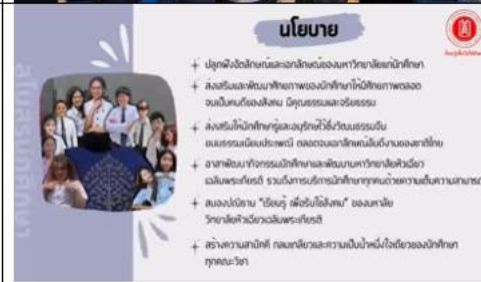 นโยบาย
ปลูกฝังอัตลักษณ์และเอกลักษณ์ของมหาวิทยาลัยแก่นักศึกษา
ส่งเสริมและพัฒนาศักยภาพของนักศึกษาให้มีศักยภาพตลอด
จนเป็นคนดีของสังคม มีคุณธรรมและจริยธรรม
ส่งเสริมให้นักศึกษารู้และอนุรักษ์ไว้ซึ่งวัฒนธรรมจีน
ขนบธรรมเนียมประเพณี ตลอดจนเอกลักษณ์อันดีงามของชาติไทย
อาสาพัฒนากิจกรรมนักศึกษาและพัฒนามหาวิทยาลัยหัวเฉียว
เฉลิมพระเกียรติ รวมถึงการบริการนักศึกษาทุกคนด้วยความเต็มความสามารถ
สนองปณิธาน "เรียนรู้ เพื่อรับใช้สังคม" ของมหาลัย
วิทยาลัยหัวเฉียวเฉลิมพระเกียรติ
สร้างความสามัคคี กลมเกลียวและความเป็นน้ำหนึ่งใจเดียวของนักศึกษา
ทุกคณะวิชา
สโมสรนักศึกษา